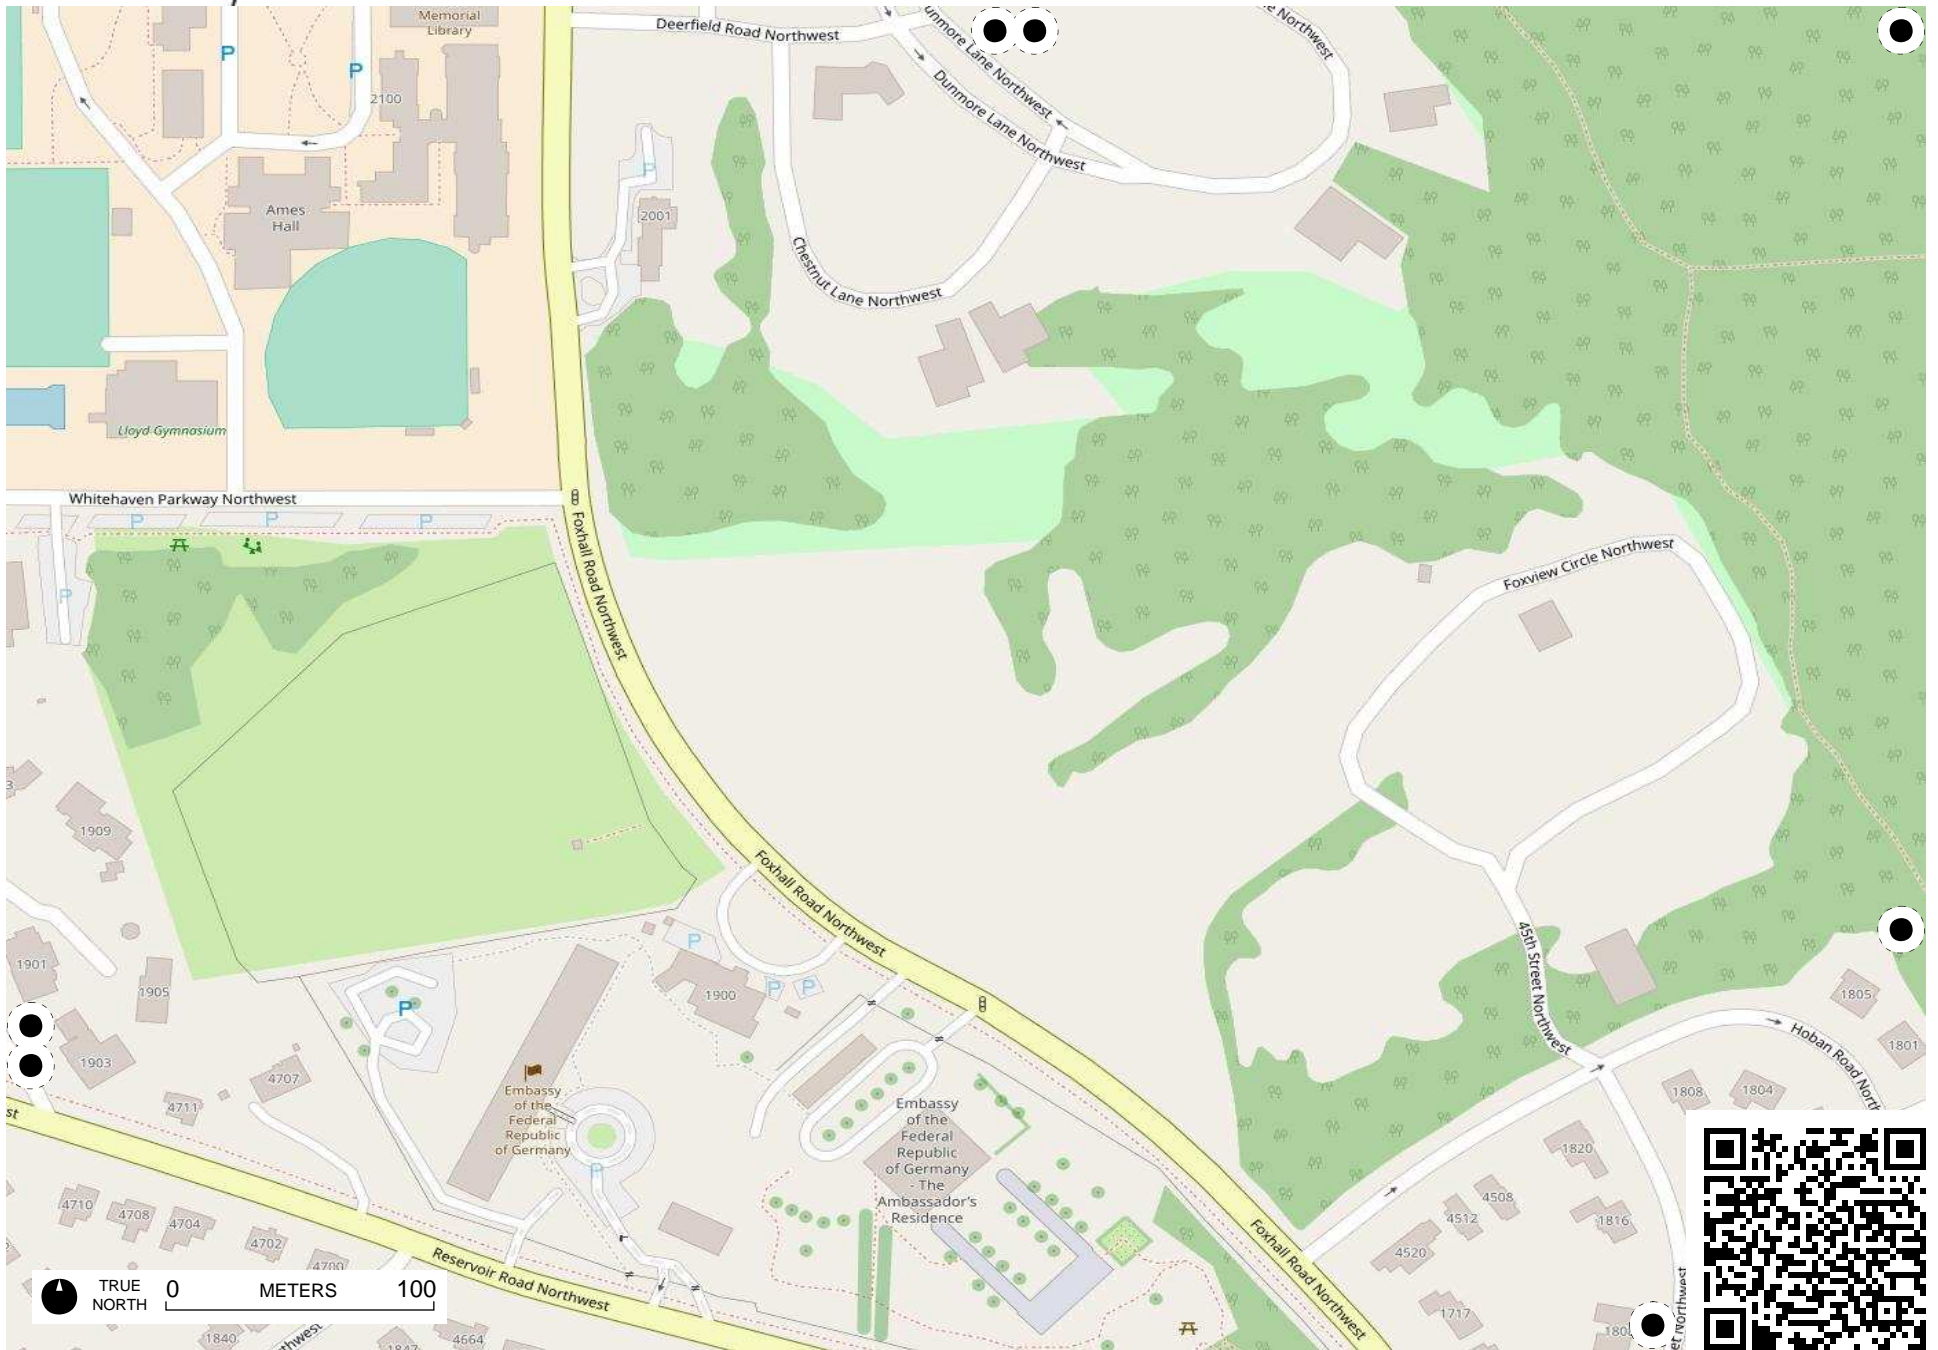 Memorial
Library
Deerfield Road Northwest
Dunmore Lane Northwest
Dunmore Lane Northwest
Northwest
P
P
2100
P
2001
Ames
Hall
Chestnut Lane Northwest
Lloyd Gymnasium
Whitehaven Parkway Northwest
P
P
P
P
Foxhall Road Northwest
Foxview Circle Northwest
1909
Foxhall Road Northwest
45th Street Northwest
1901
1905
P
P
P
P
1900
1903
4707
4711
1805
1801
Hoban Road North
1808
1804
Embassy
of the
Federal
Republic
of Germany
P
Embassy
of the
Federal
Republic
of Germany
- The
Ambassador's
Residence
1820
4508
4512
1816
4520
4710
4708
4704
4702
4700
Reservoir Road Northwest
Foxhall Road Northwest
1717
TRUE
NORTH
0
METERS
100
1840
4664